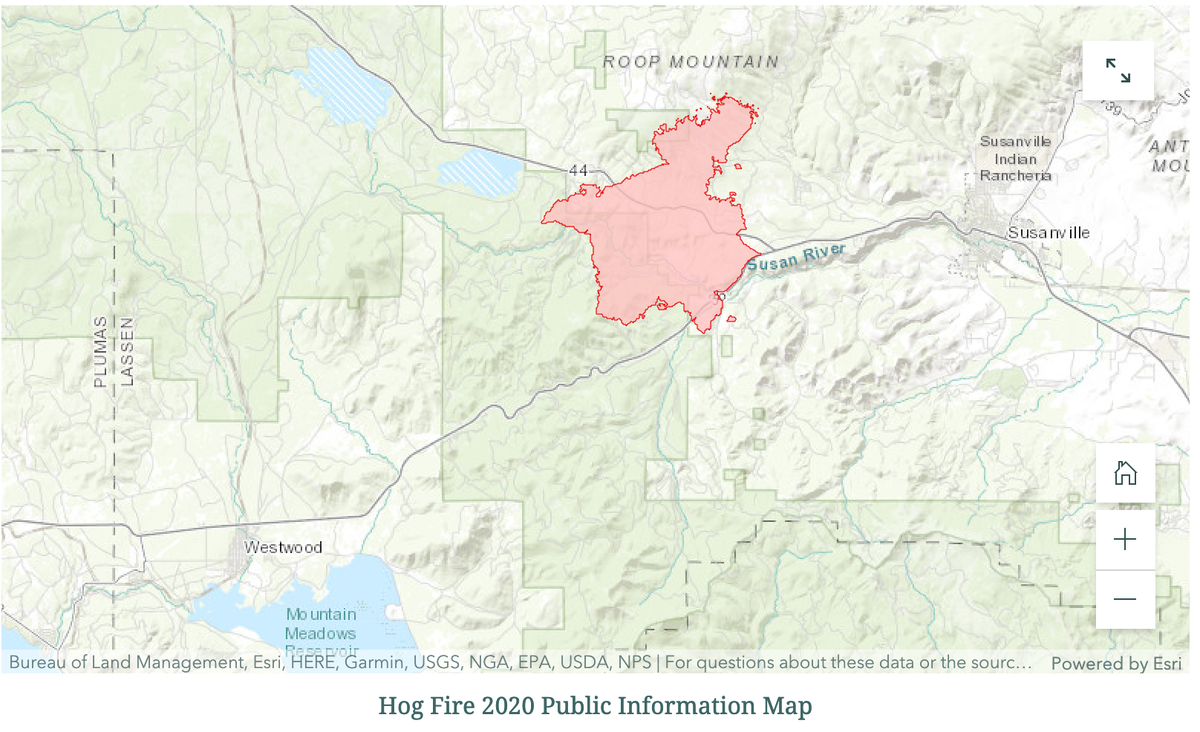 ROOP MOUNTAIN
44
39
Susanville
Indian
Rancheria
ANT
MOU
Susanville
Susan River
PLUMAS
LASSEN
Westwood
Mountain
Meadows
Reservoir
Bureau of Land Management, Esri, HERE, Garmin, USGS, NGA, EPA, USDA, NPS | For questions about these data or the sourc… Powered by Esri
Hog Fire 2020 Public Information Map